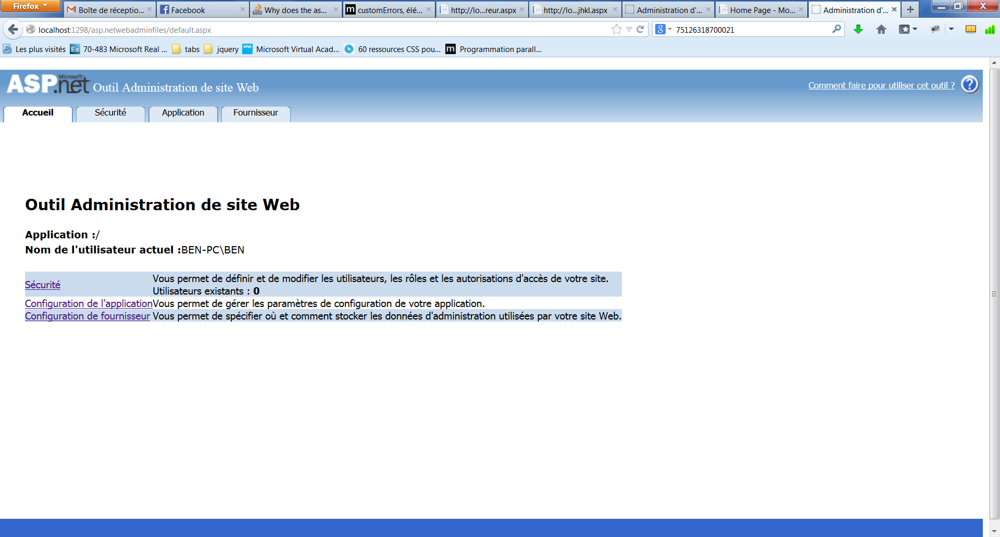 Firefox
Boîte de réceptio...
Facebook
Why does the as...
customErrors, élé...
http://lo...reur.aspx
http://lo...jhkl.aspx
Administration d'...
Home Page - Mo...
Administration d'...
localhost:1298/asp.netwebadminfiles/default.aspx
8
75126318700021
Les plus visités
Ec
70-483 Microsoft Real ...
tabs
jquery
MVA
Microsoft Virtual Acad...
60 ressources CSS pou...
m
Programmation parall...
Microsoft
ASP.net Outil Administration de site Web
Comment faire pour utiliser cet outil ?
?
Accueil
Sécurité
Application
Fournisseur
Outil Administration de site Web
Application :/
Nom de l'utilisateur actuel :BEN-PC\BEN
Sécurité
Vous permet de définir et de modifier les utilisateurs, les rôles et les autorisations d'accès de votre site.
Utilisateurs existants : 0
Configuration de l'application Vous permet de gérer les paramètres de configuration de votre application.
Configuration de fournisseur Vous permet de spécifier où et comment stocker les données d'administration utilisées par votre site Web.